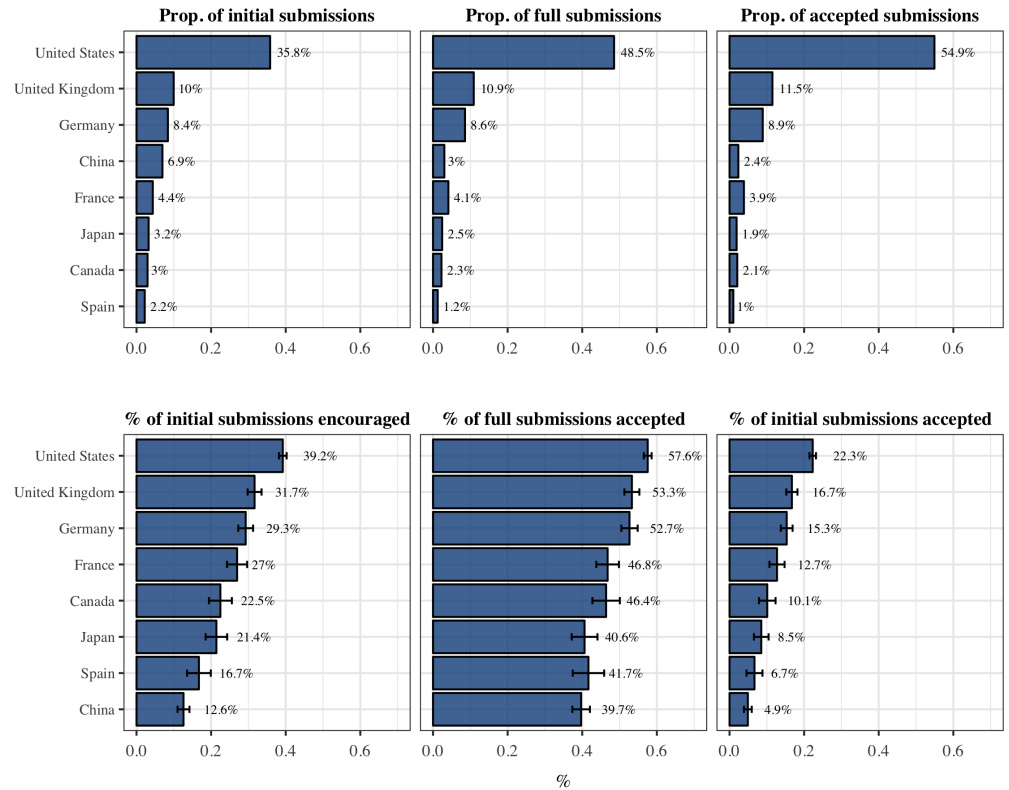 Prop. of initial submissions
Prop. of full submissions
Prop. of accepted submissions
United States 35.8% 48.5% 54.9%
United Kingdom 10% 10.9% 11.5%
Germany 8.4% 8.6% 8.9%
China 6.9% 3% 2.4%
France 4.4% 4.1% 3.9%
Japan 3.2% 2.5% 1.9%
Canada 3% 2.3% 2.1%
Spain 2.2% 1.2% 1%
0.0 0.2 0.4 0.6 0.0 0.2 0.4 0.6 0.0 0.2 0.4 0.6
% of initial submissions encouraged
% of full submissions accepted
% of initial submissions accepted
United States 39.2% 57.6% 22.3%
United Kingdom 31.7% 53.3% 16.7%
Germany 29.3% 52.7% 15.3%
France 27% 46.8% 12.7%
Canada 22.5% 46.4% 10.1%
Japan 21.4% 40.6% 8.5%
Spain 16.7% 41.7% 6.7%
China 12.6% 39.7% 4.9%
0.0 0.2 0.4 0.6 0.0 0.2 0.4 0.6 0.0 0.2 0.4 0.6
%